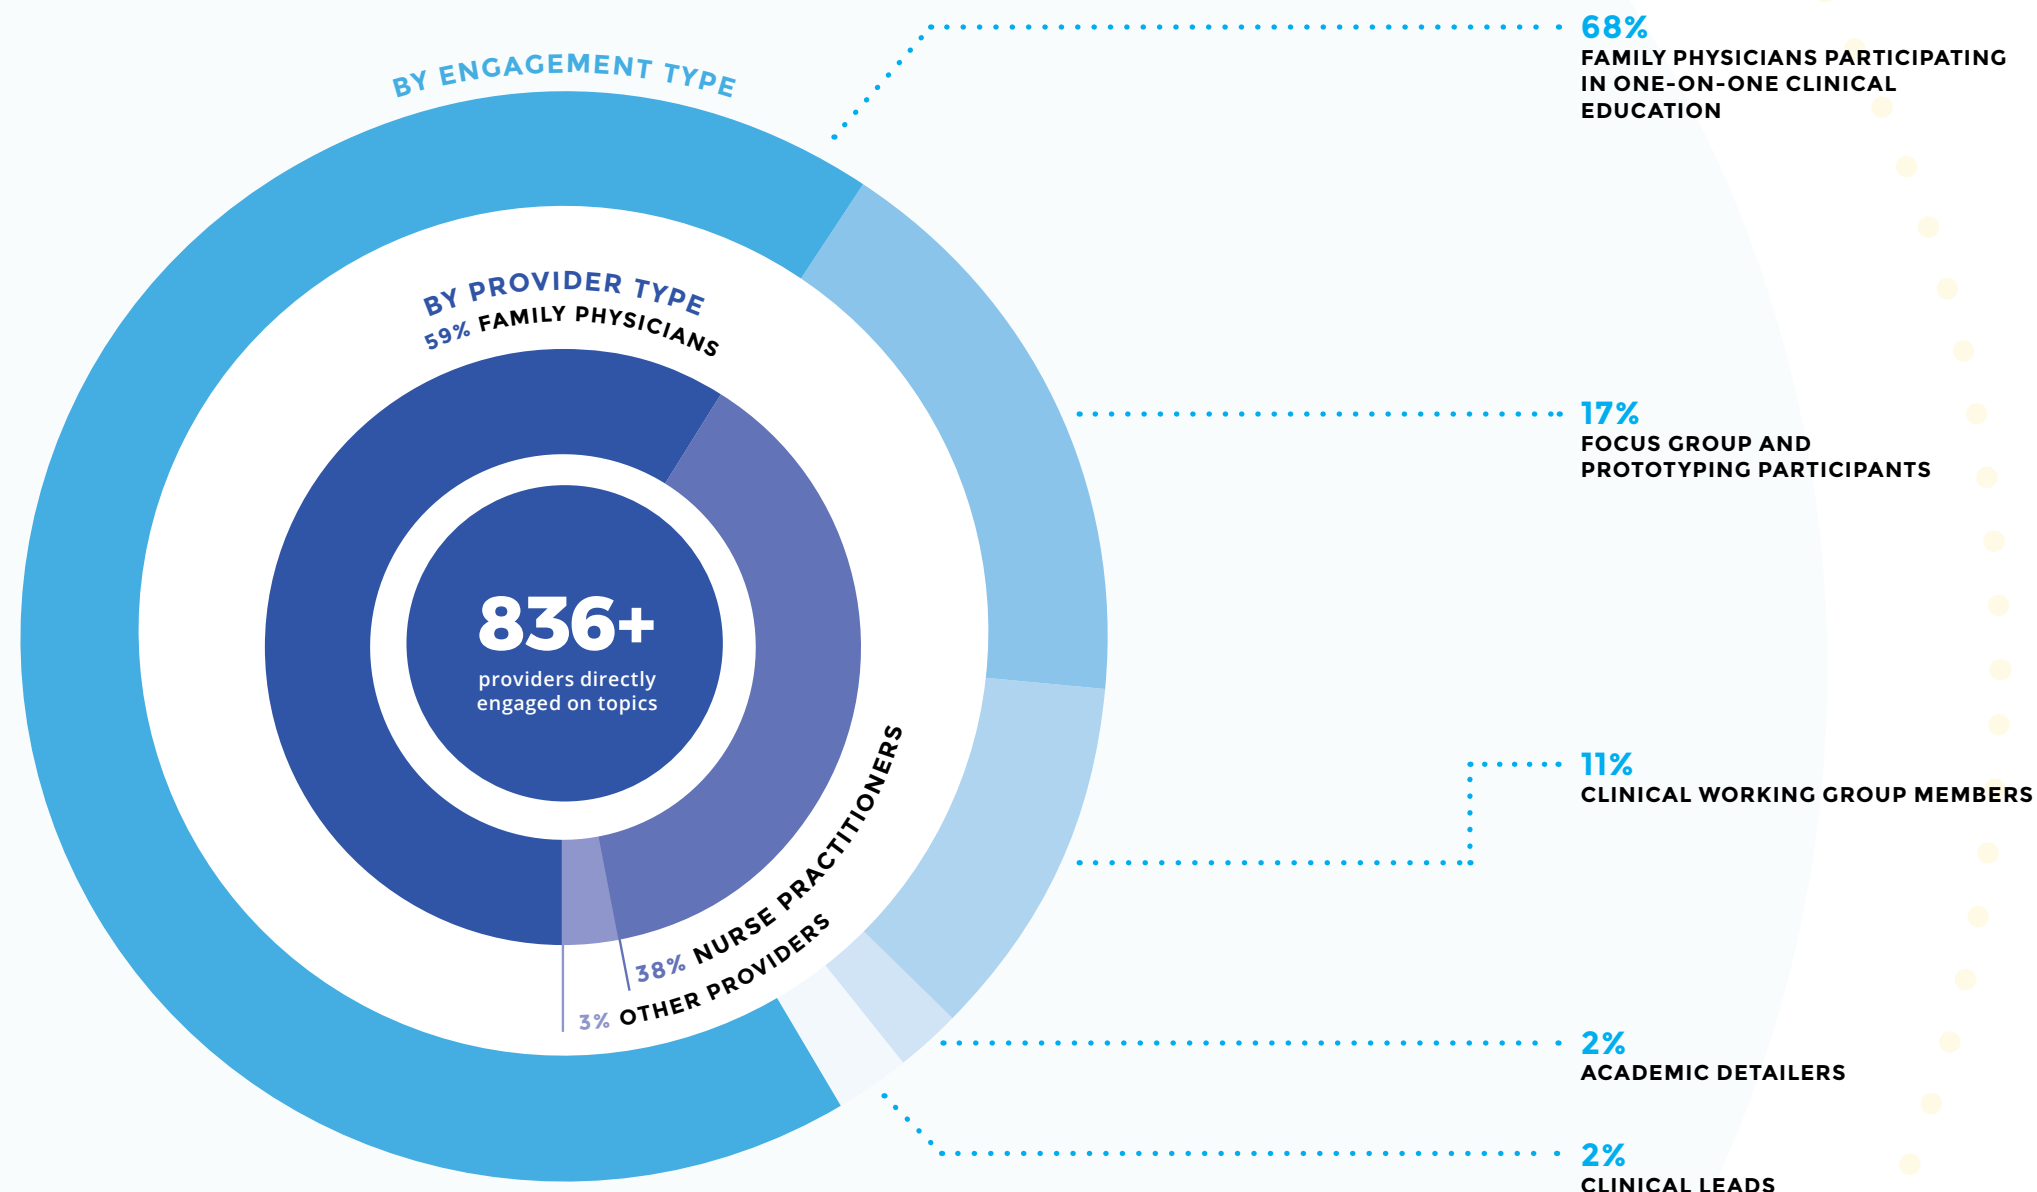 BY ENGAGEMENT TYPE
BY PROVIDER TYPE
59% FAMILY PHYSICIANS
836+
providers directly
engaged on topics
38% NURSE PRACTITIONERS
3% OTHER PROVIDERS
68%
FAMILY PHYSICIANS PARTICIPATING
IN ONE-ON-ONE CLINICAL
EDUCATION
17%
FOCUS GROUP AND
PROTOTYPING PARTICIPANTS
11%
CLINICAL WORKING GROUP MEMBERS
2%
ACADEMIC DETAILERS
2%
CLINICAL LEADS